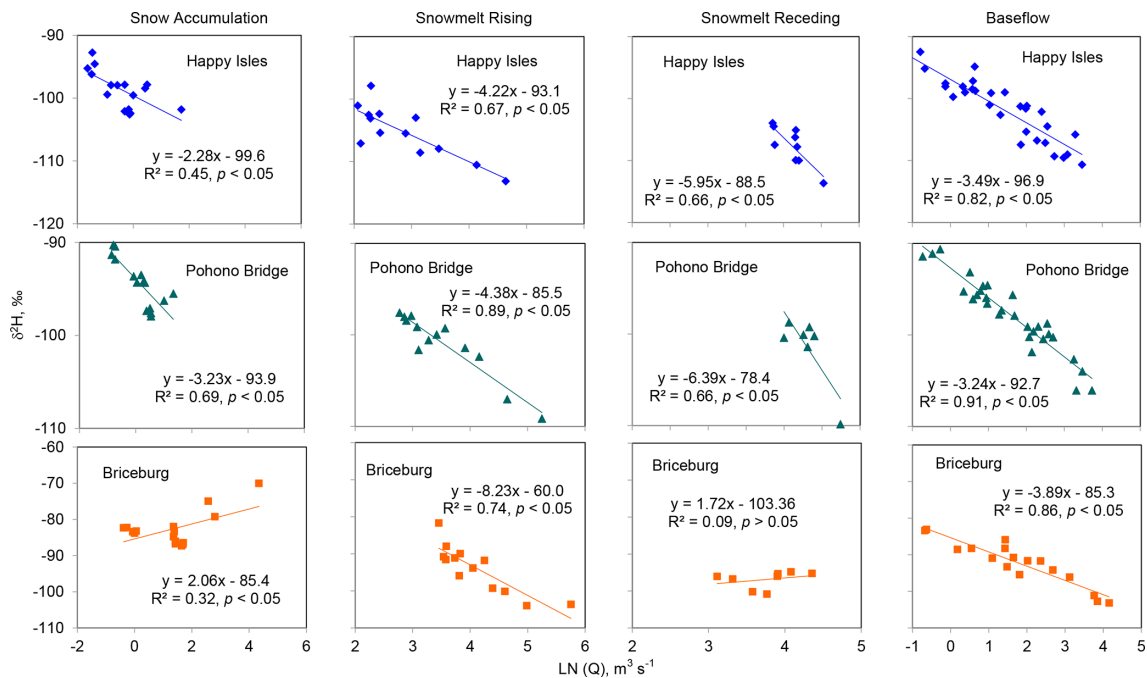 Snow Accumulation
Snowmelt Rising
Snowmelt Receding
Baseflow
-90
-100
-110
-120
Happy Isles
y = -2.28x - 99.6
R² = 0.45, p < 0.05
Happy Isles
y = -4.22x - 93.1
R² = 0.67, p < 0.05
Happy Isles
y = -5.95x - 88.5
R² = 0.66, p < 0.05
Happy Isles
y = -3.49x - 96.9
R² = 0.82, p < 0.05
δ²H, ‰
-90
-100
-110
Pohono Bridge
y = -3.23x - 93.9
R² = 0.69, p < 0.05
Pohono Bridge
y = -4.38x - 85.5
R² = 0.89, p < 0.05
Pohono Bridge
y = -6.39x - 78.4
R² = 0.66, p < 0.05
Pohono Bridge
y = -3.24x - 92.7
R² = 0.91, p < 0.05
-60
-70
-80
-90
-100
-110
Briceburg
y = 2.06x - 85.4
R² = 0.32, p < 0.05
Briceburg
y = -8.23x - 60.0
R² = 0.74, p < 0.05
Briceburg
y = 1.72x - 103.36
R² = 0.09, p > 0.05
Briceburg
y = -3.89x - 85.3
R² = 0.86, p < 0.05
-2 0 2 4 6
2 3 4 5 6
2 3 4 5
-1 0 1 2 3 4 5
LN (Q), m³ s⁻¹